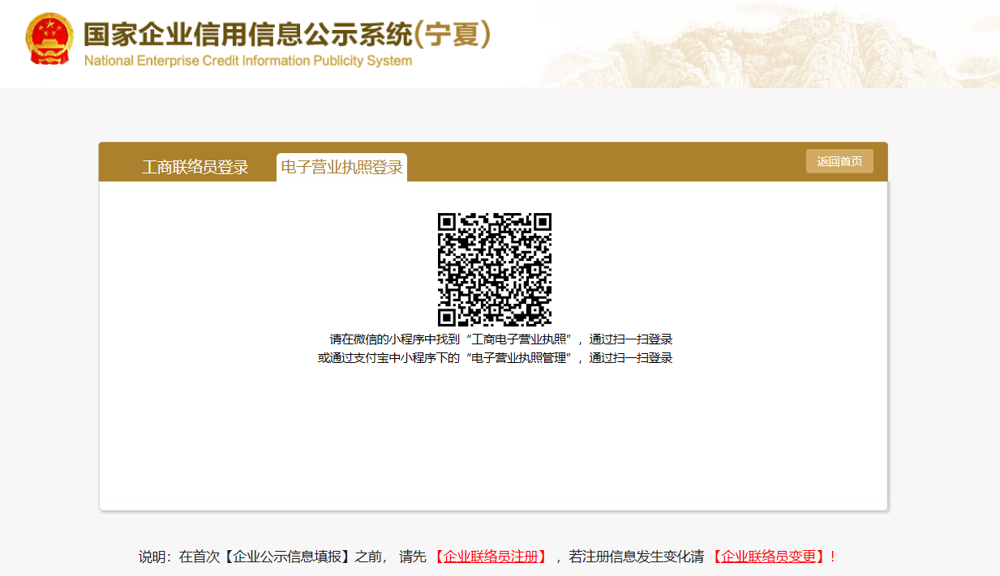 国家企业信用信息公示系统(宁夏)
National Enterprise Credit Information Publicity System
工商联络员登录 电子营业执照登录 返回首页
请在微信的小程序中找到“工商电子营业执照”，通过扫一扫登录
或通过支付宝中小程序下的“电子营业执照管理”，通过扫一扫登录
说明：在首次【企业公示信息填报】之前， 请先 【企业联络员注册】 ，若注册信息发生变化请 【企业联络员变更】！